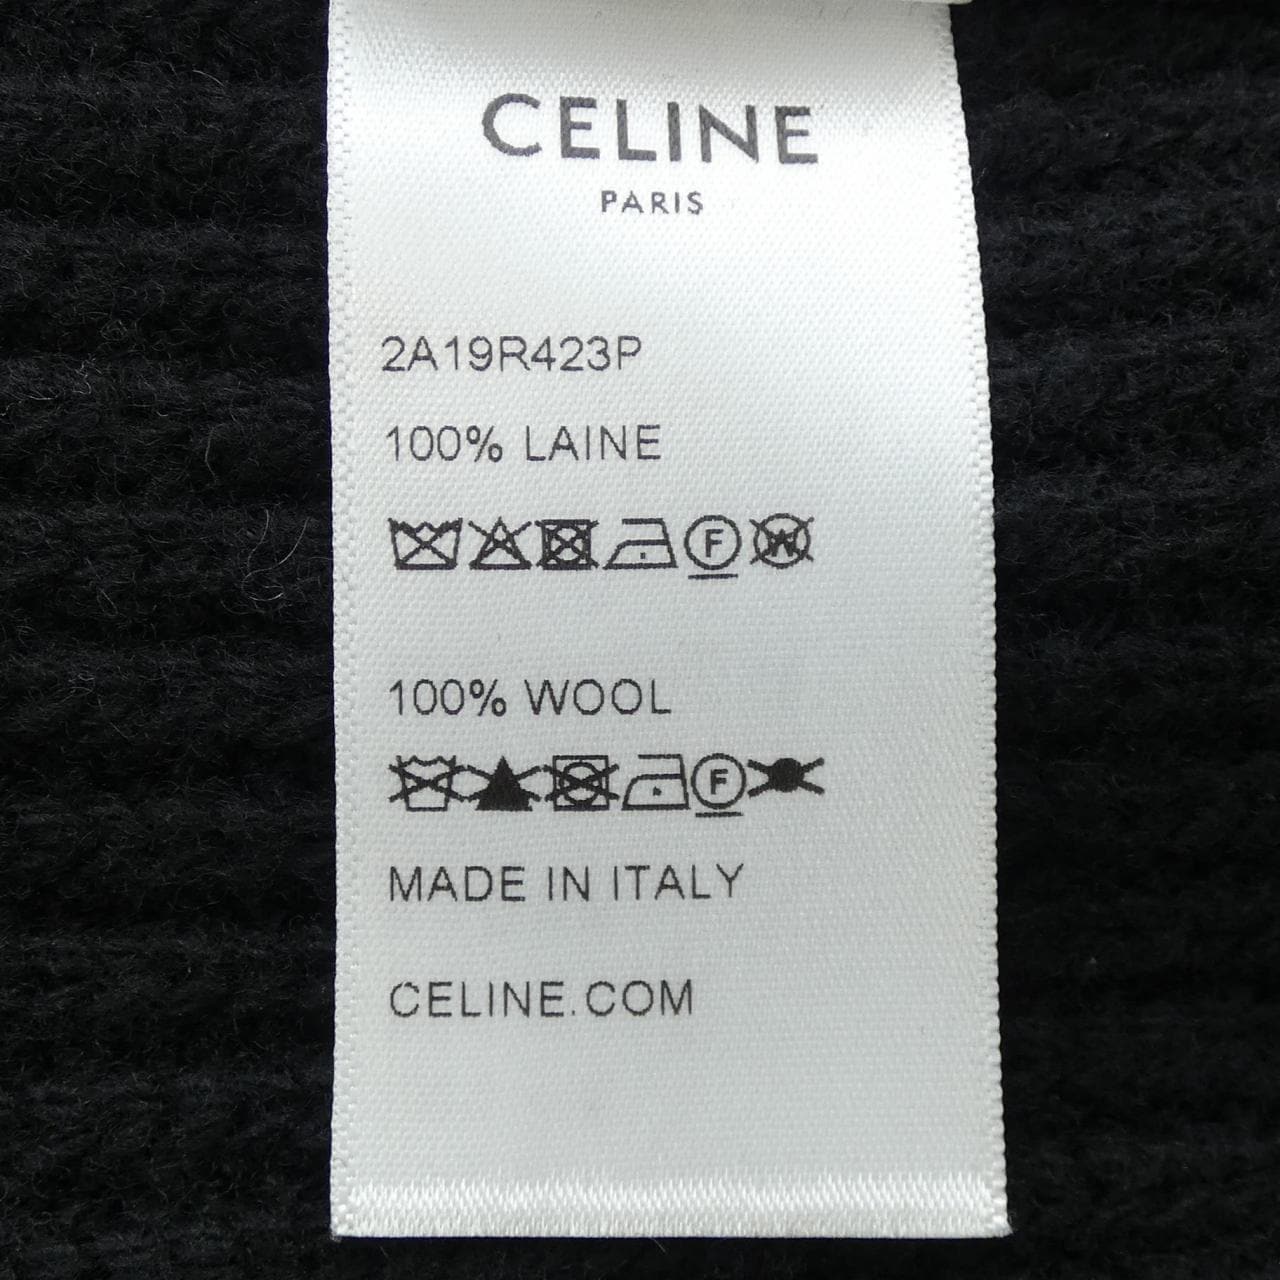 CELINE
PARIS
2A19R423P
100% LAINE
F W
100% WOOL
F
MADE IN ITALY
CELINE.COM